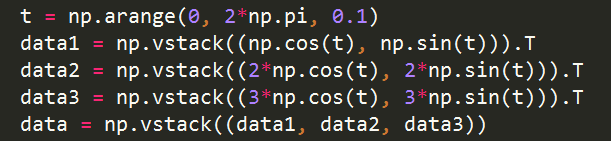 t = np.arange(0, 2*np.pi, 0.1)
data1 = np.vstack((np.cos(t), np.sin(t))).T
data2 = np.vstack((2*np.cos(t), 2*np.sin(t))).T
data3 = np.vstack((3*np.cos(t), 3*np.sin(t))).T
data = np.vstack((data1, data2, data3))